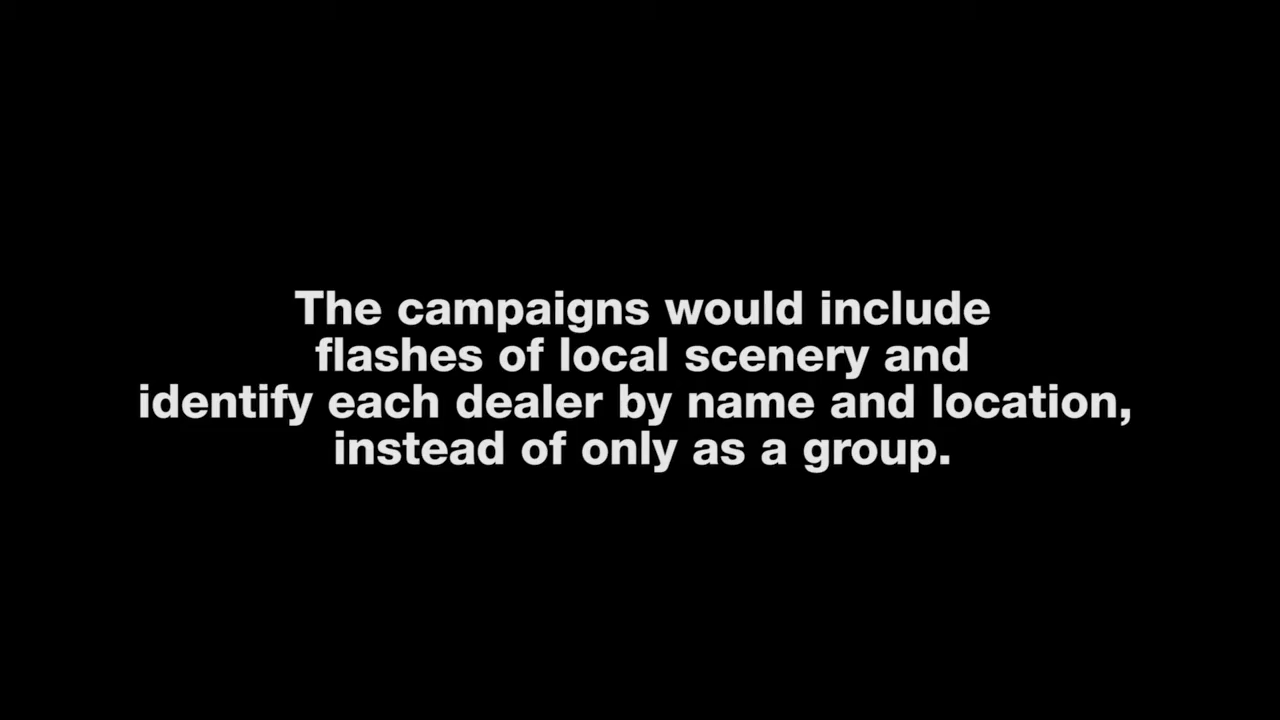 The campaigns would include
flashes of local scenery and
identify each dealer by name and location,
instead of only as a group.